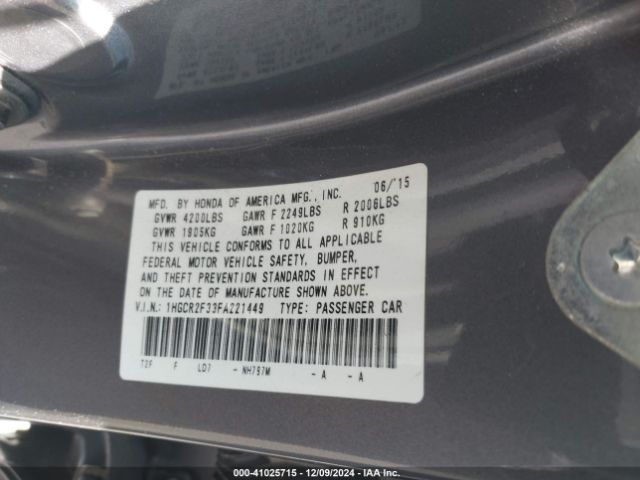 MFD. BY HONDA OF AMERICA MFG., INC. 06/'15
GVWR 4200LBS GAWR F 2249LBS R 2006LBS
GVWR 1905KG GAWR F 1020KG R 910KG
THIS VEHICLE CONFORMS TO ALL APPLICABLE
FEDERAL MOTOR VEHICLE SAFETY, BUMPER,
AND THEFT PREVENTION STANDARDS IN EFFECT
ON THE DATE OF MANUFACTURE SHOWN ABOVE.
V.I.N.: 1HGCR2F33FA221449 TYPE: PASSENGER CAR
T2F F LD7 - NH797M - A - A
000-41025715 - 12/09/2024 - IAA Inc.